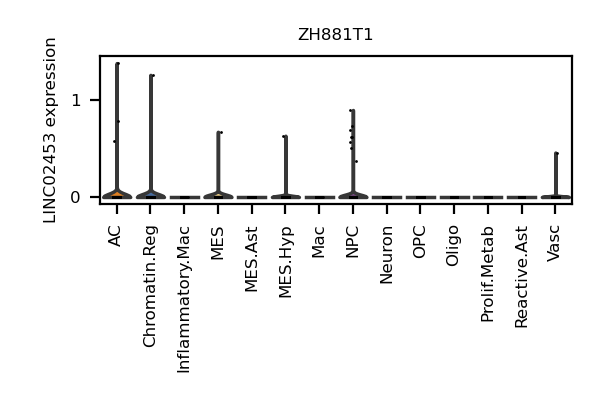 ZH881T1
LINC02453 expression
1
0
AC
Chromatin.Reg
Inflammatory.Mac
MES
MES.Ast
MES.Hyp
Mac
NPC
Neuron
OPC
Oligo
Prolif.Metab
Reactive.Ast
Vasc